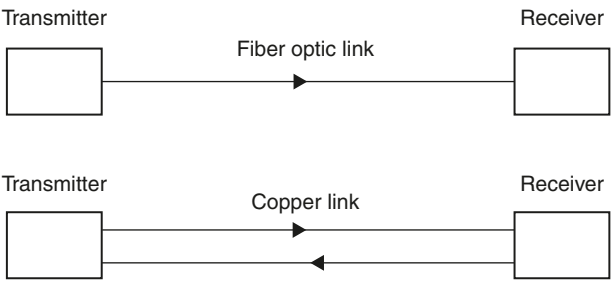 Transmitter
Receiver
Fiber optic link
Transmitter
Receiver
Copper link